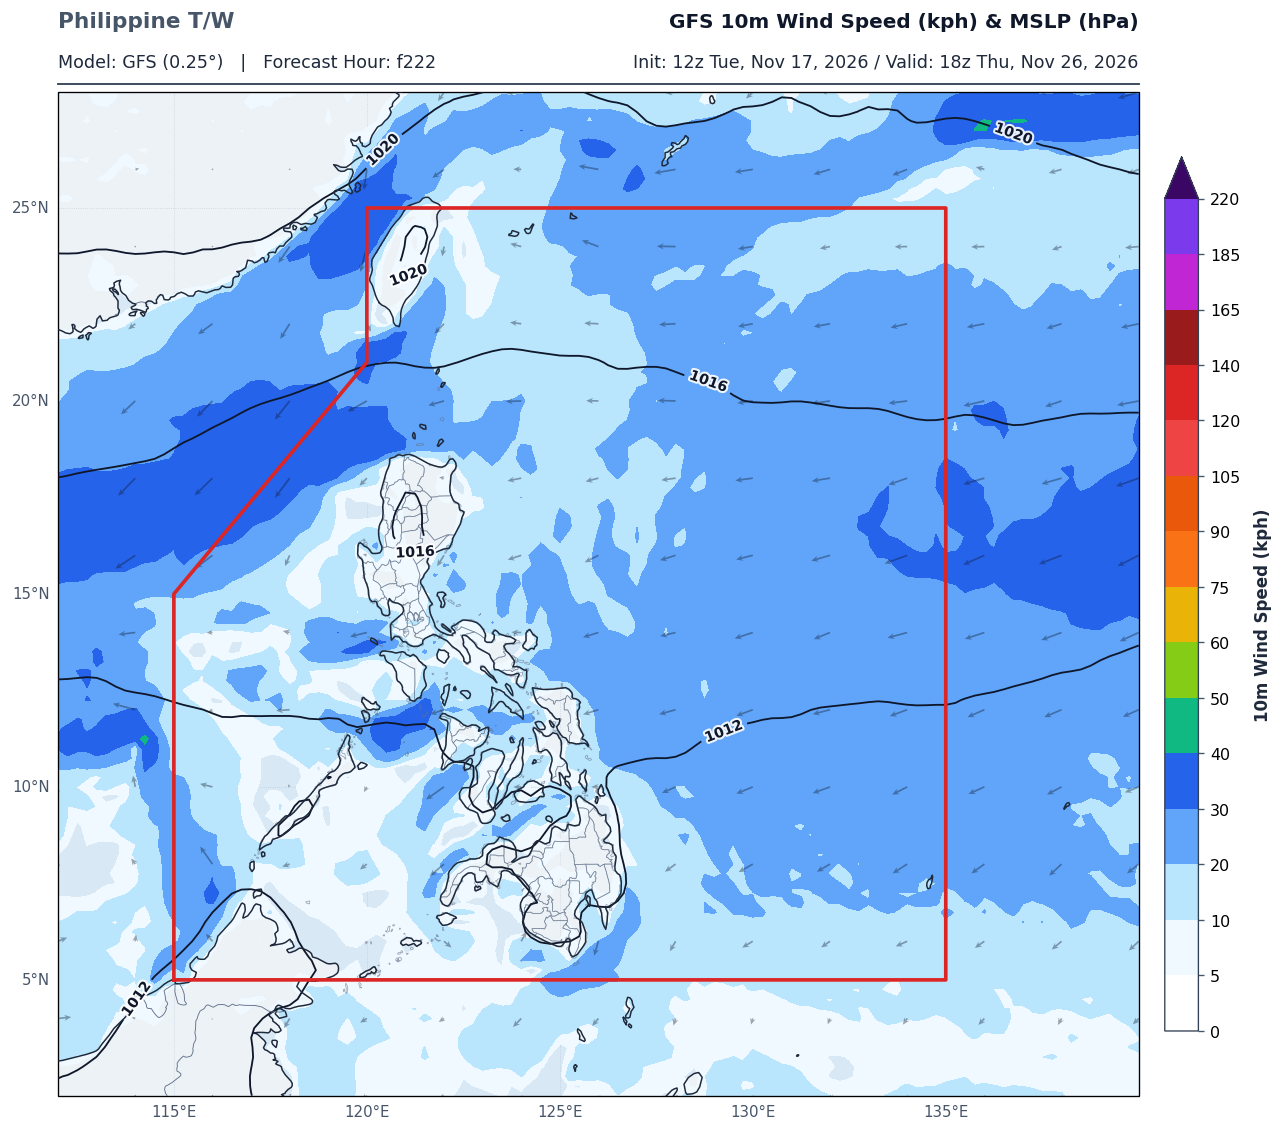 Philippine T/W
GFS 10m Wind Speed (kph) & MSLP (hPa)
Model: GFS (0.25°)   |   Forecast Hour: f222
Init: 12z Tue, Nov 17, 2026 / Valid: 18z Thu, Nov 26, 2026
1020
1020
1020
1016
1016
1012
1012
25°N
20°N
15°N
10°N
5°N
115°E
120°E
125°E
130°E
135°E
220
185
165
140
120
105
90
75
60
50
40
30
20
10
5
0
10m Wind Speed (kph)